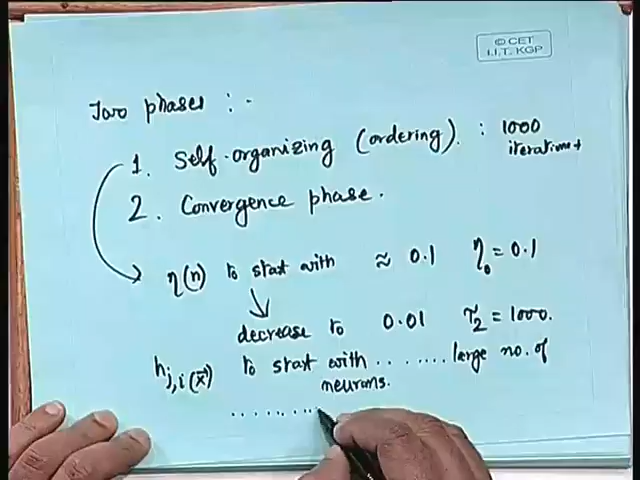 © CET
I.I.T. KGP
Two phases :-
1. Self-organizing (ordering) : 1000 iterations
2. Convergence phase.
η(n) to start with ≈ 0.1 η₀ = 0.1
decrease to 0.01 τ₂ = 1000.
h j,i(x⃗) to start with ........ large no. of
neurons.
.........